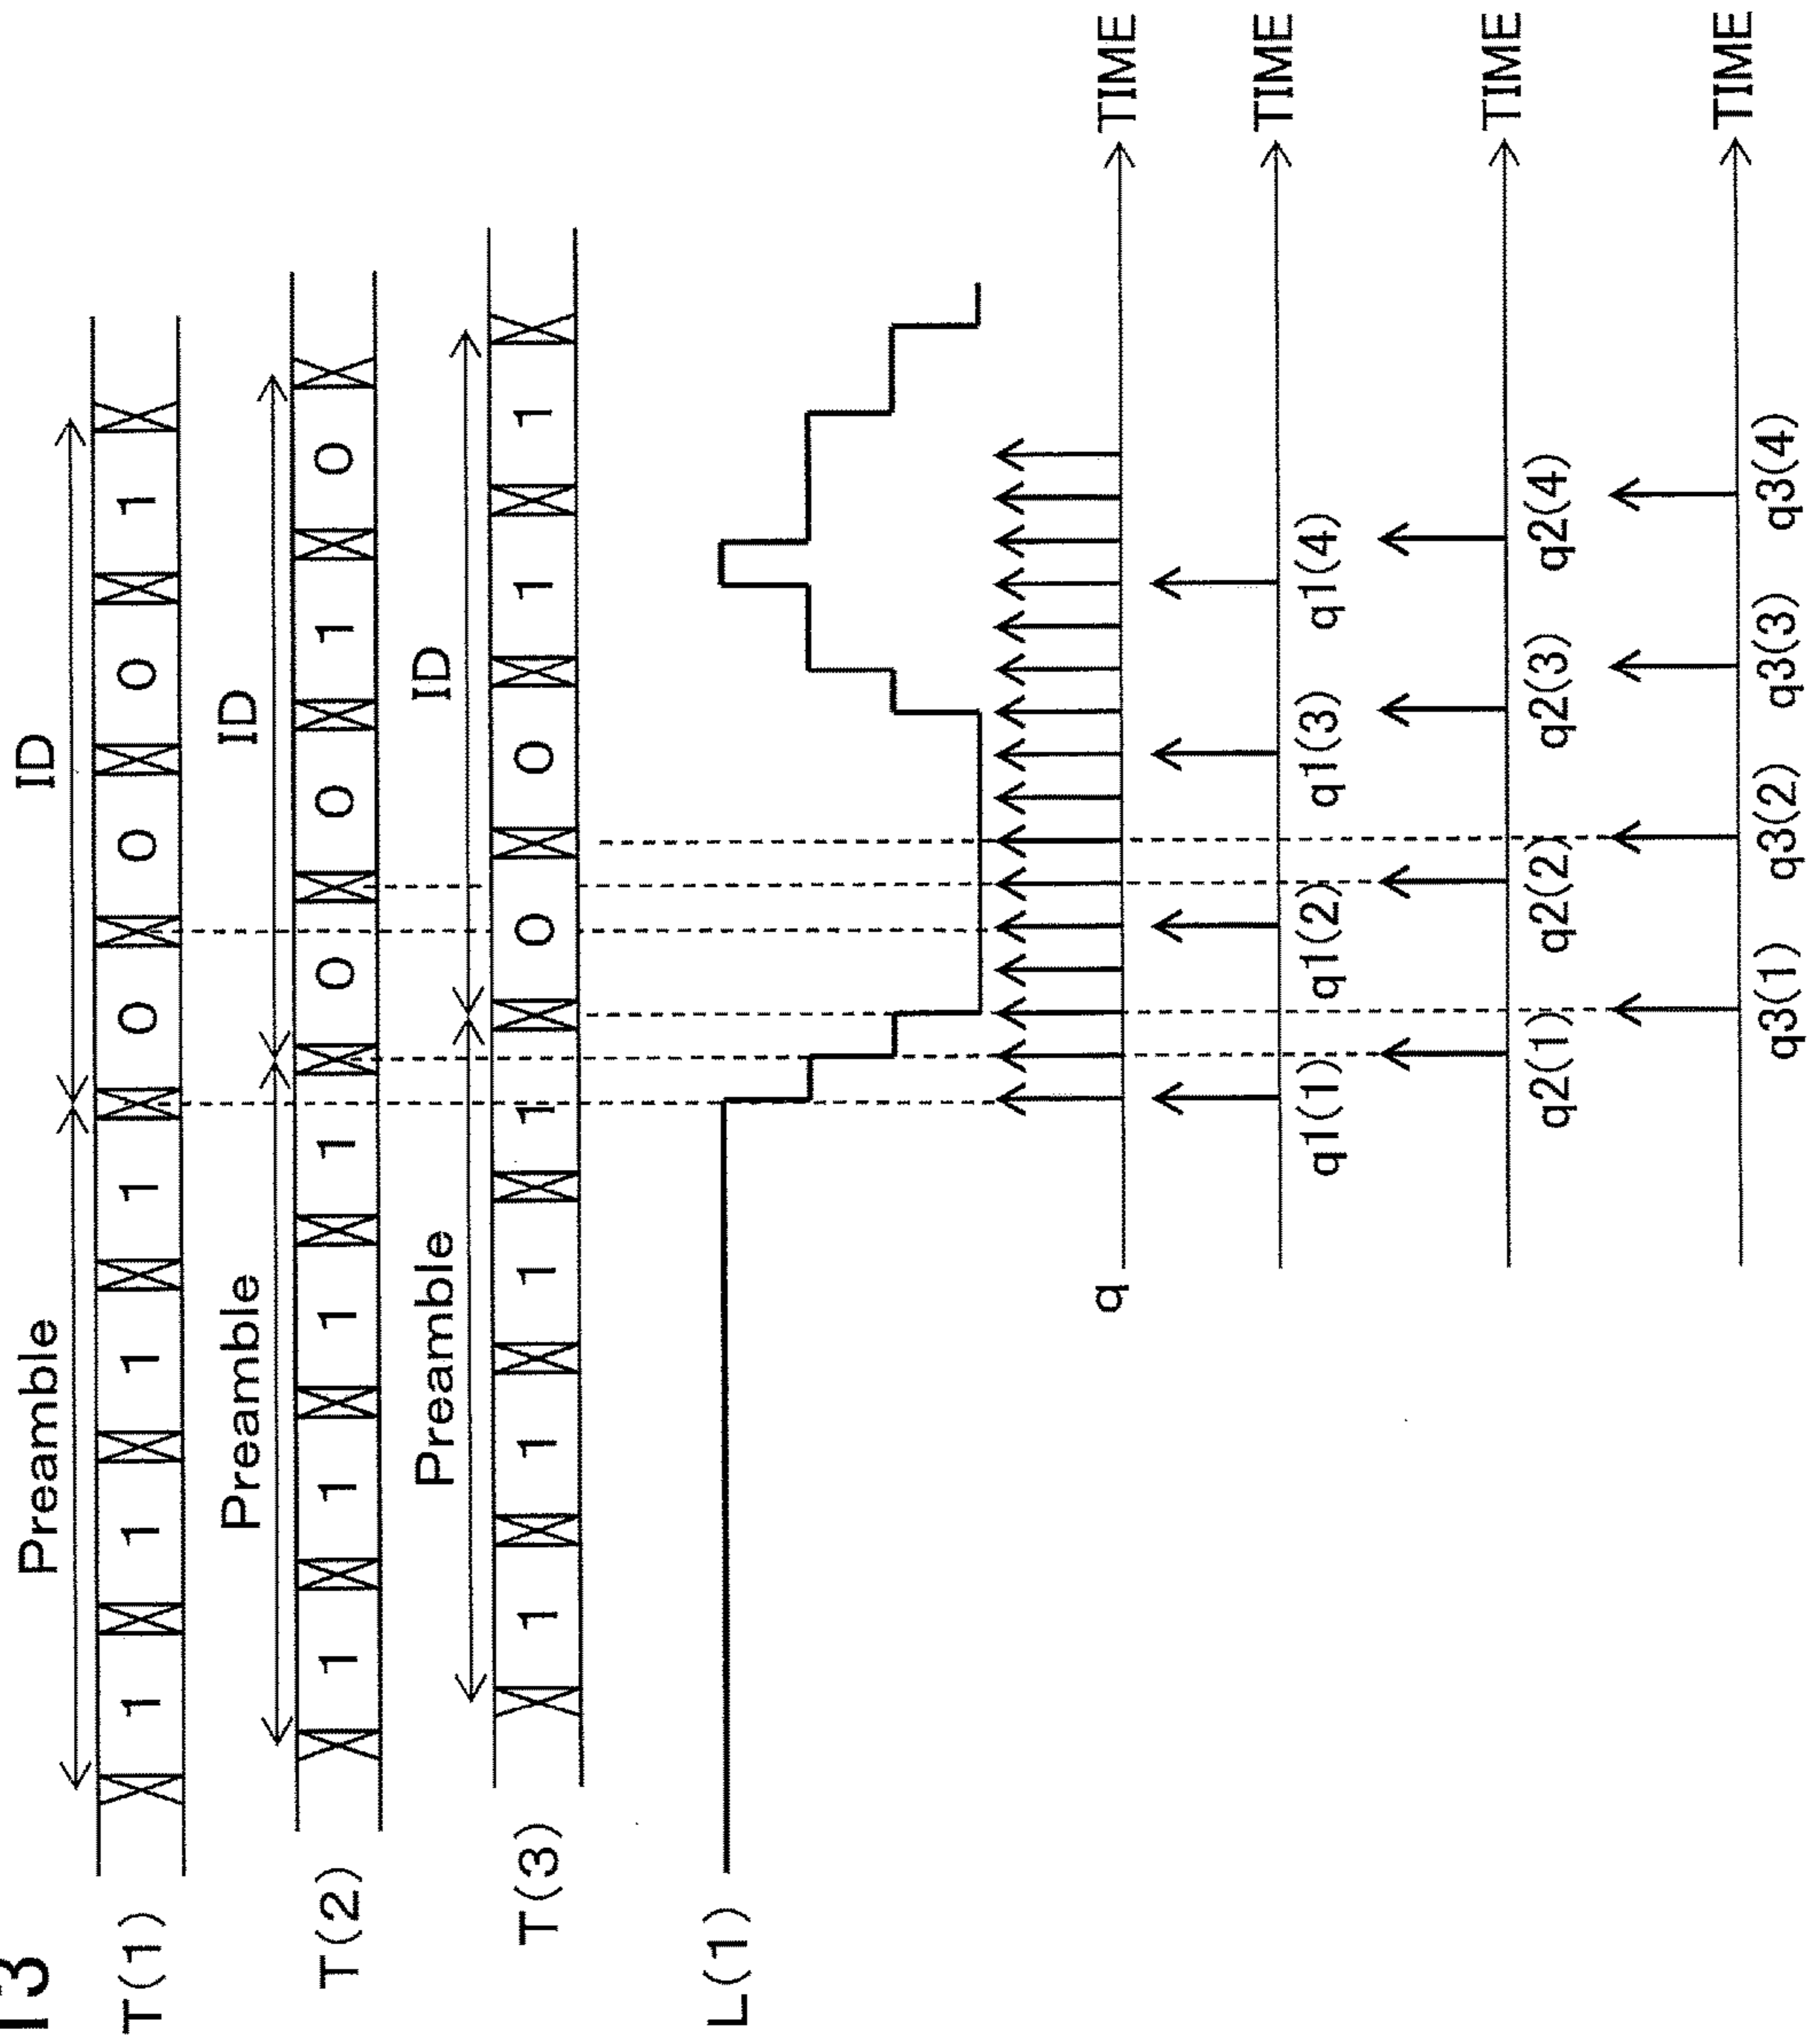 13
Preamble ID
T(1) 1 1 1 1 0 0 0 1
Preamble ID
T(2) 1 1 1 1 0 0 1 0
Preamble ID
T(3) 1 1 1 1 0 0 1 1
L(1)
q TIME
TIME
q1(1) q1(2) q1(3) q1(4)
TIME
q2(1) q2(2) q2(3) q2(4)
TIME
q3(1) q3(2) q3(3) q3(4)